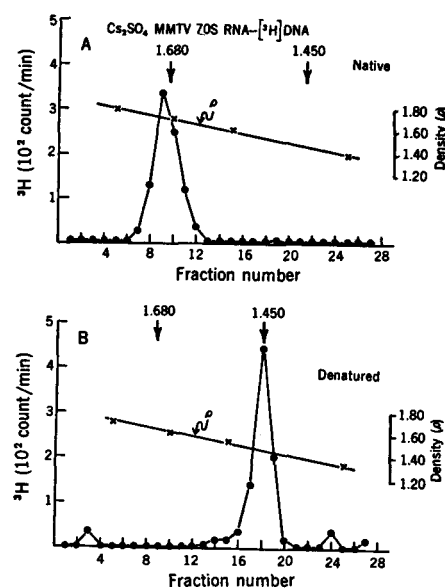 Cs2SO4 MMTV 70S RNA-[3H]DNA
A
1.680
1.450
Native
5
4
3
2
1
³H (10² count/min)
ρ
1.80
1.60
1.40
1.20
Density (ρ)
4 8 12 16 20 24 28
Fraction number
B
1.680
1.450
Denatured
5
4
3
2
1
³H (10² count/min)
ρ
1.80
1.60
1.40
1.20
Density (ρ)
4 8 12 16 20 24 28
Fraction number